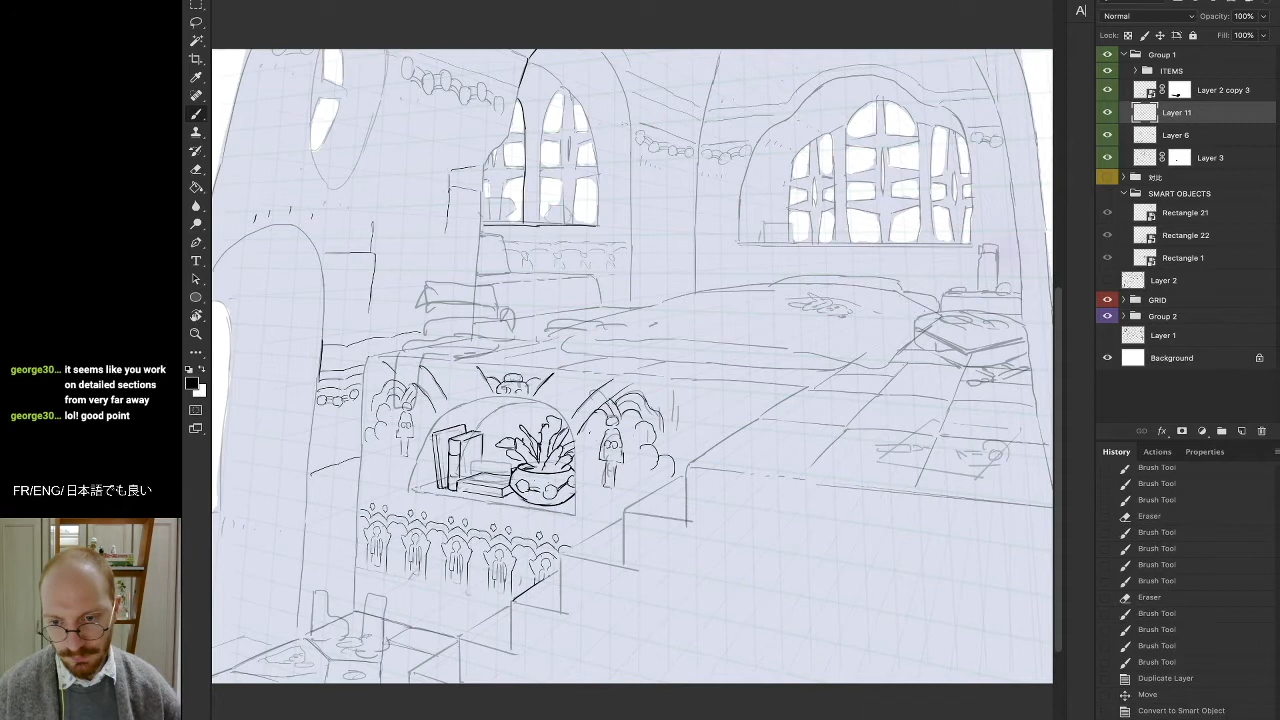 Normal
Opacity: 100%
Lock:
Fill: 100%
Group 1
ITEMS
Layer 2 copy 3
Layer 11
Layer 6
Layer 3
对比
SMART OBJECTS
Rectangle 21
Rectangle 22
Rectangle 1
Layer 2
GRID
Group 2
Layer 1
Background
fx
History Actions Properties
Brush Tool
Brush Tool
Brush Tool
Eraser
Brush Tool
Brush Tool
Brush Tool
Brush Tool
Eraser
Brush Tool
Brush Tool
Brush Tool
Brush Tool
Duplicate Layer
Move
Convert to Smart Object
george30... it seems like you work
on detailed sections
from very far away
george30... lol! good point
FR/ENG/日本語でも良い